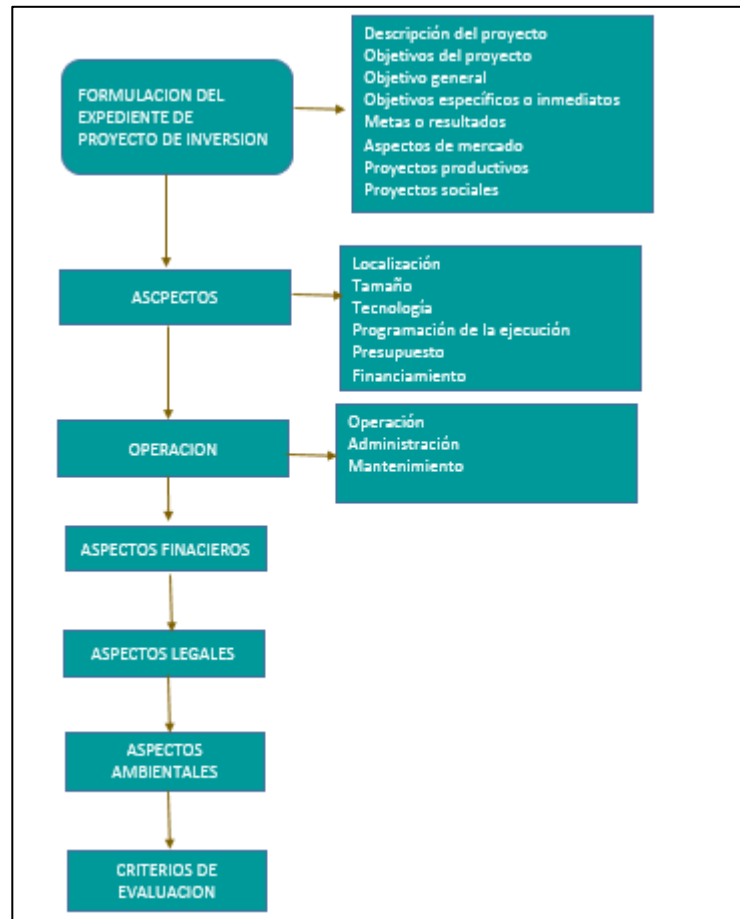 FORMULACION DEL
EXPEDIENTE DE
PROYECTO DE INVERSION
Descripción del proyecto
Objetivos del proyecto
Objetivo general
Objetivos específicos o inmediatos
Metas o resultados
Aspectos de mercado
Proyectos productivos
Proyectos sociales
ASCPECTOS
Localización
Tamaño
Tecnología
Programación de la ejecución
Presupuesto
Financiamiento
OPERACION
Operación
Administración
Mantenimiento
ASPECTOS FINACIEROS
ASPECTOS LEGALES
ASPECTOS
AMBIENTALES
CRITERIOS DE
EVALUACION